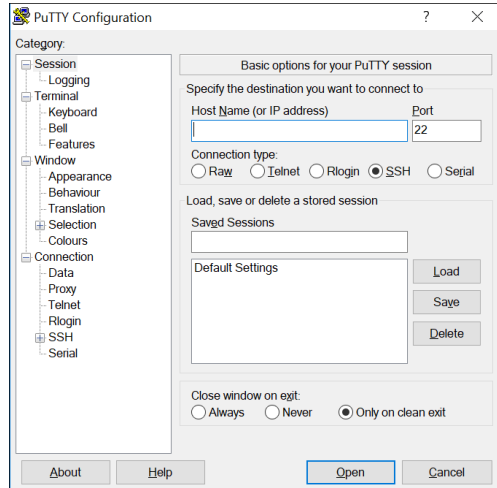 PuTTY Configuration
?
Category:
Session
Logging
Terminal
Keyboard
Bell
Features
Window
Appearance
Behaviour
Translation
Selection
Colours
Connection
Data
Proxy
Telnet
Rlogin
SSH
Serial
Basic options for your PuTTY session
Specify the destination you want to connect to
Host Name (or IP address) Port
22
Connection type:
Raw Telnet Rlogin SSH Serial
Load, save or delete a stored session
Saved Sessions
Default Settings
Load
Save
Delete
Close window on exit:
Always Never Only on clean exit
About Help Open Cancel